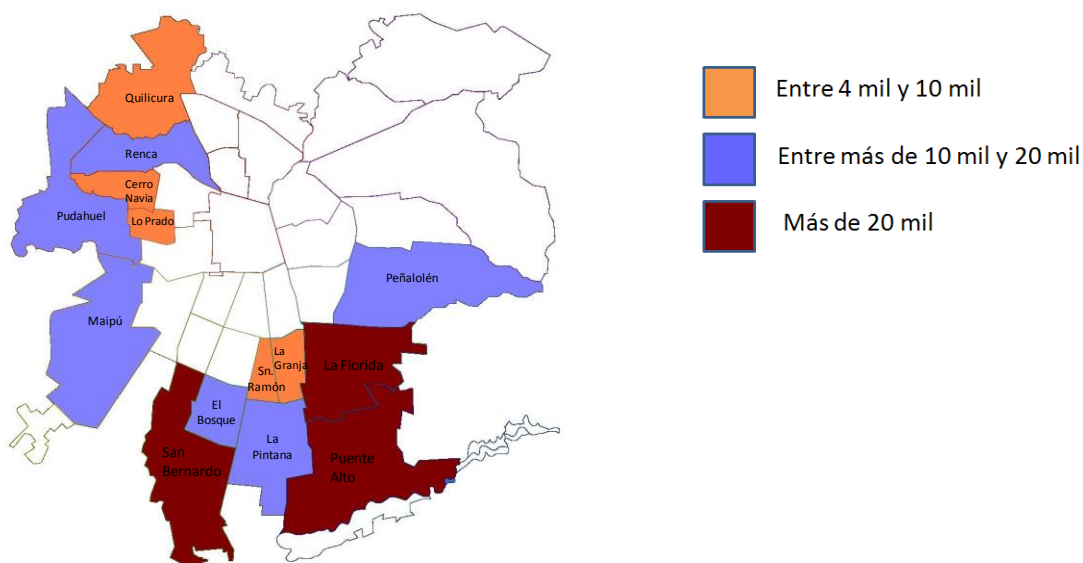 Quilicura
Renca
Cerro
Navia
Pudahuel
Lo Prado
Peñalolén
Maipú
La
Granja
Sn.
Ramón
La Florida
El
Bosque
La
Pintana
San
Bernardo
Puente
Alto
Entre 4 mil y 10 mil
Entre más de 10 mil y 20 mil
Más de 20 mil